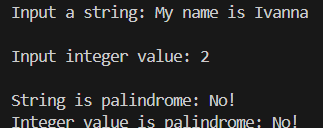 Input a string: My name is Ivanna
Input integer value: 2
String is palindrome: No!
Integer value is palindrome: No!